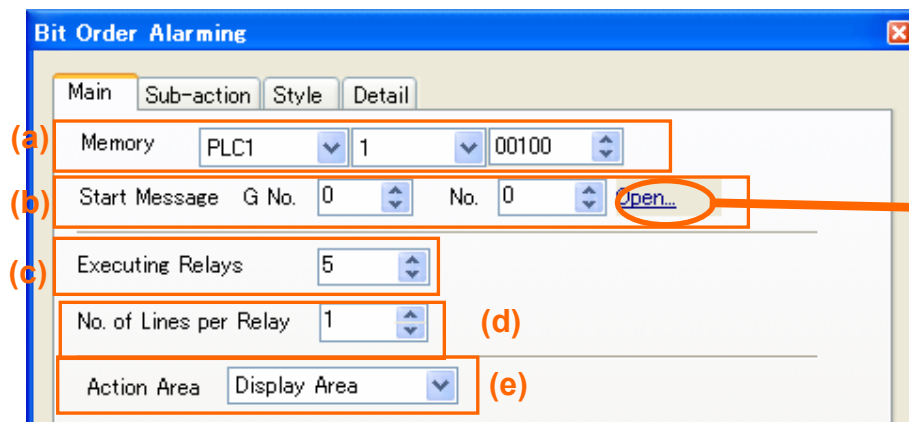 Bit Order Alarming
Main Sub-action Style Detail
(a) Memory PLC1 1 00100
(b) Start Message G No. 0 No. 0 Open...
(c) Executing Relays 5
No. of Lines per Relay 1 (d)
Action Area Display Area (e)